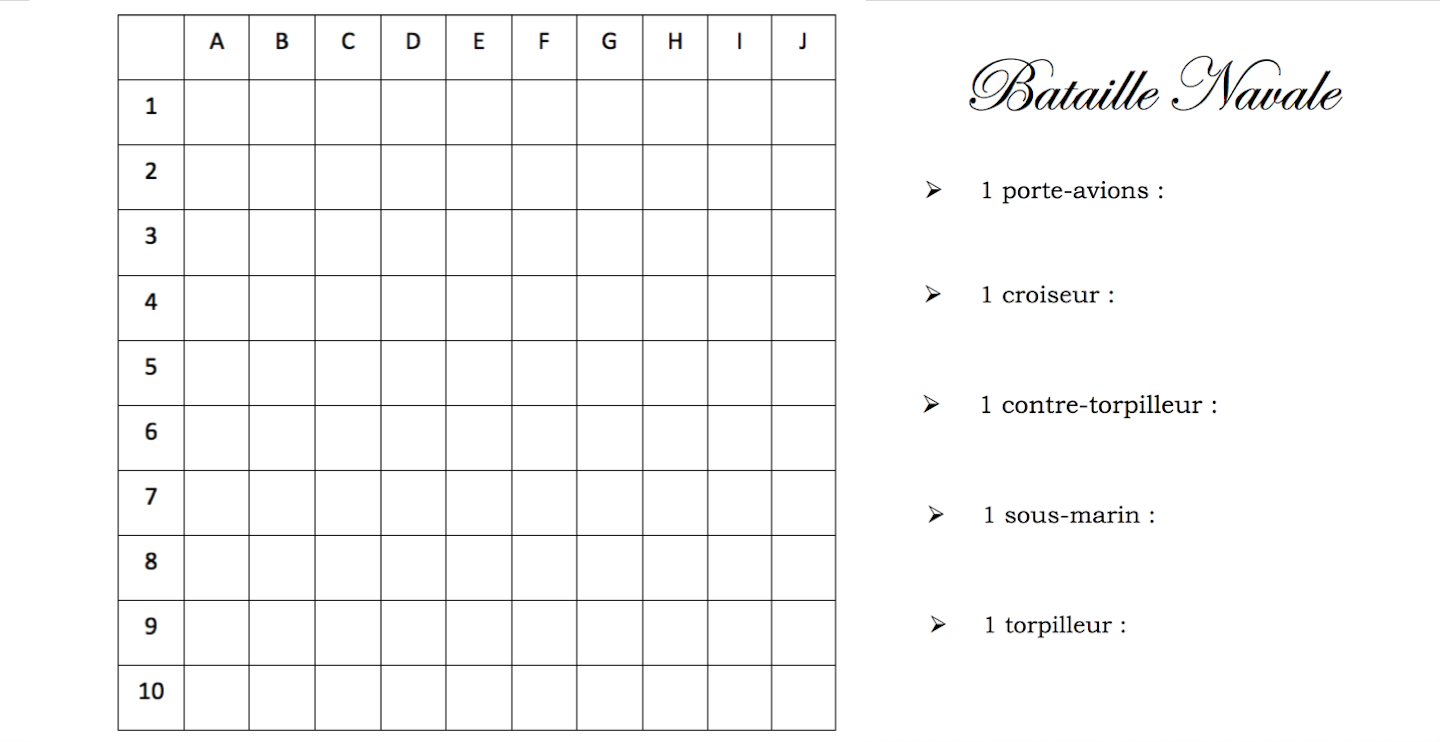 A B C D E F G H I J
1
2
3
4
5
6
7
8
9
10
Bataille Navale
➢ 1 porte-avions :
➢ 1 croiseur :
➢ 1 contre-torpilleur :
➢ 1 sous-marin :
➢ 1 torpilleur :